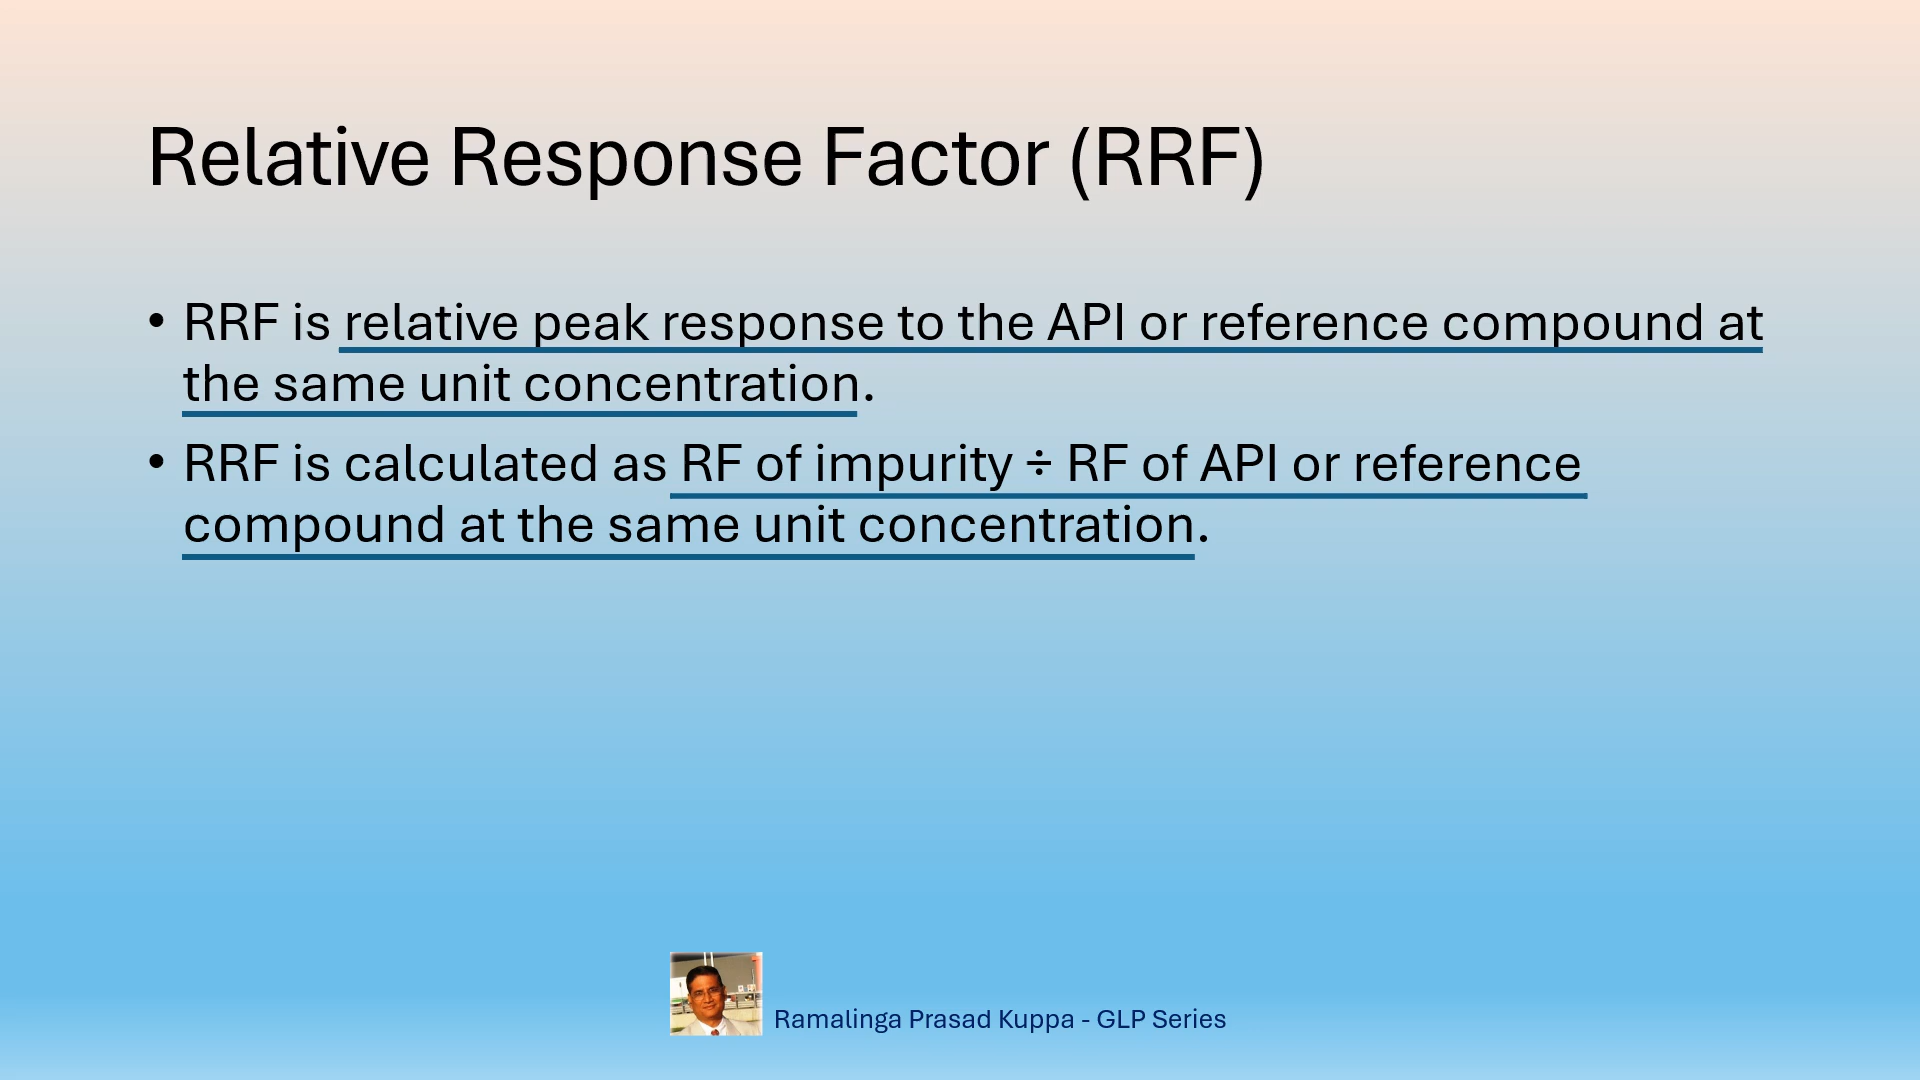 Relative Response Factor (RRF)
• RRF is relative peak response to the API or reference compound at
the same unit concentration.
• RRF is calculated as RF of impurity ÷ RF of API or reference
compound at the same unit concentration.
Ramalinga Prasad Kuppa - GLP Series